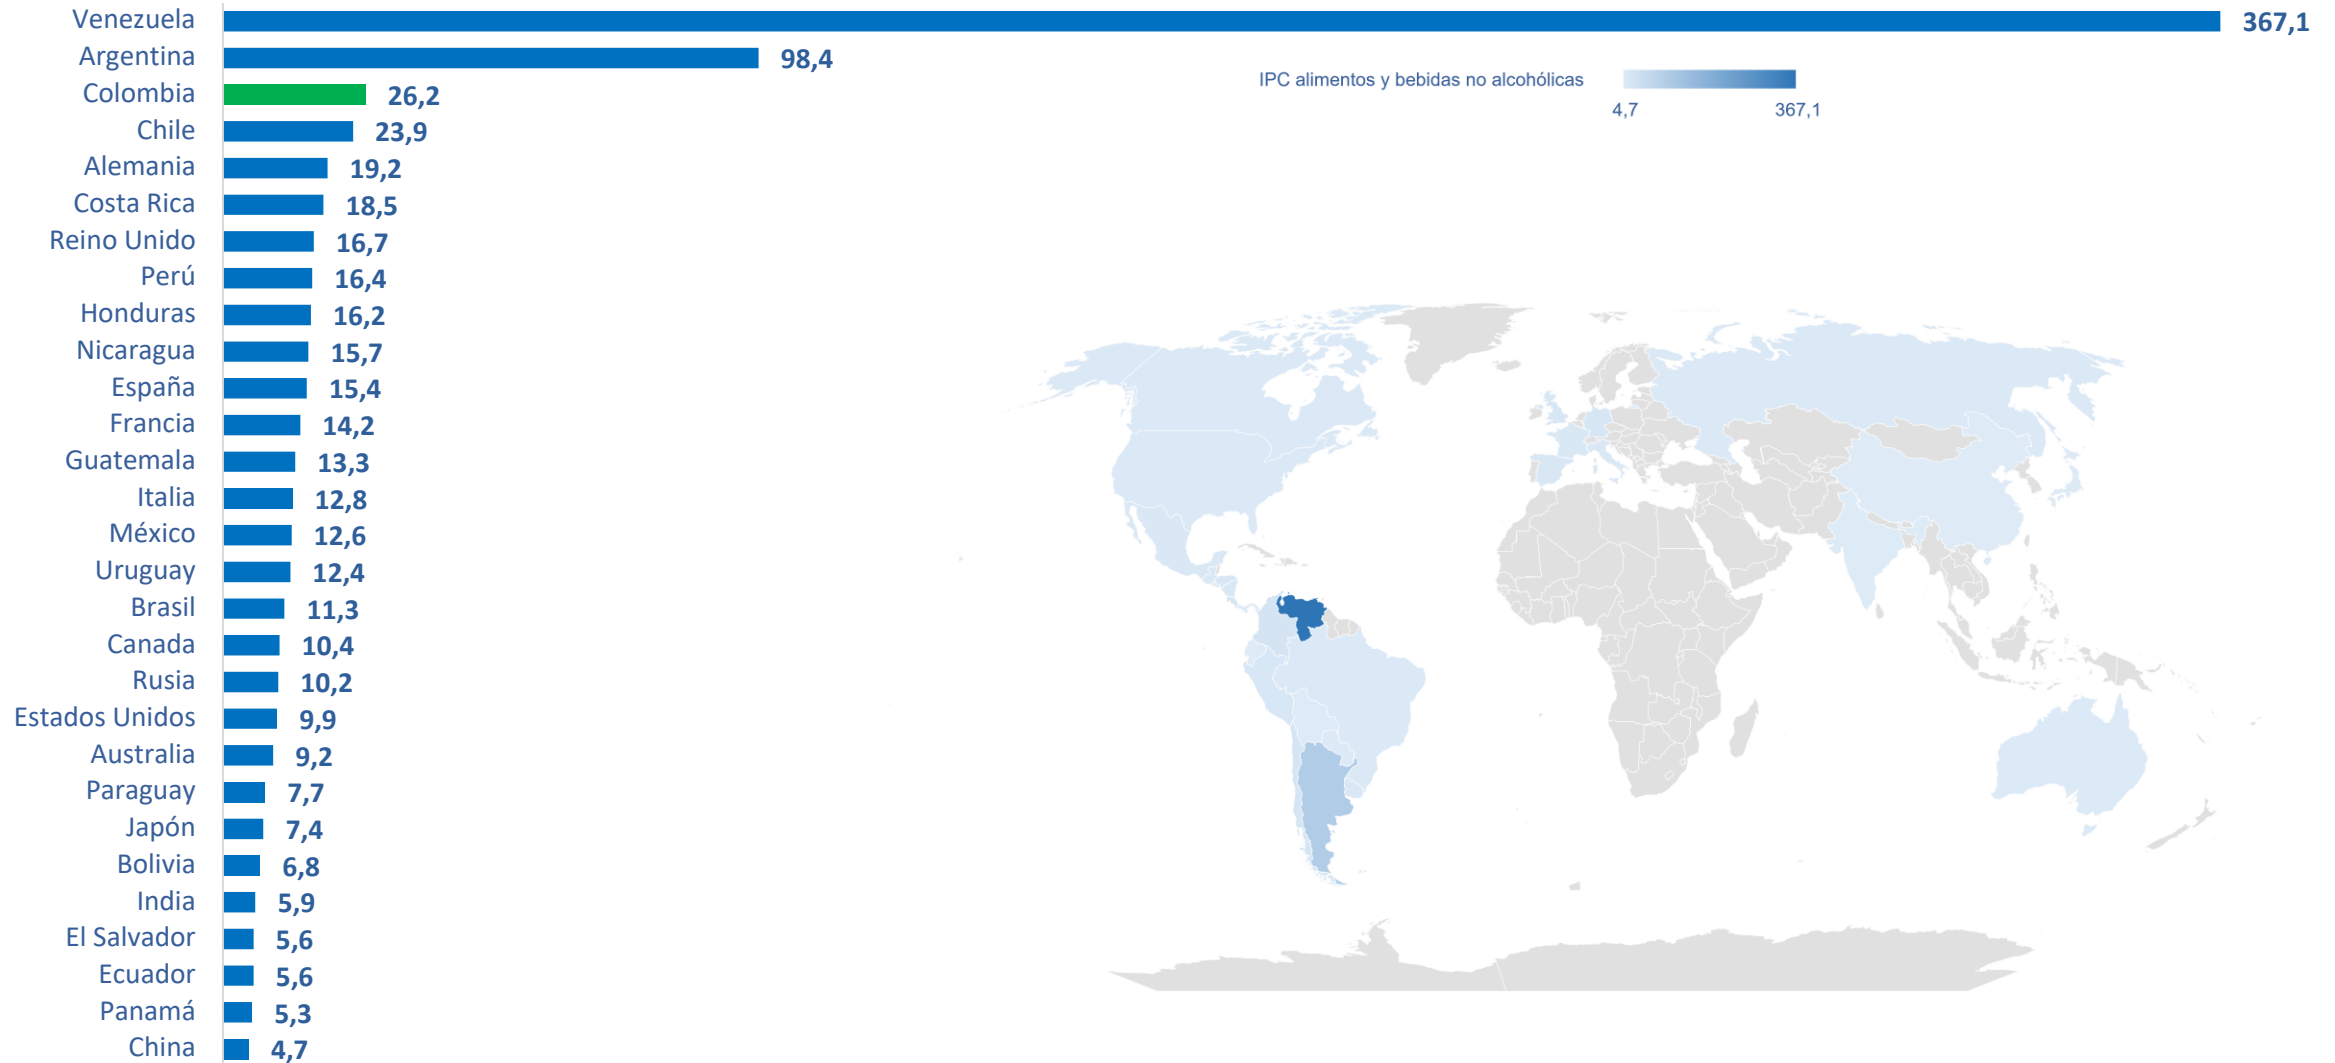 Venezuela 367,1
Argentina 98,4
Colombia 26,2
Chile 23,9
Alemania 19,2
Costa Rica 18,5
Reino Unido 16,7
Perú 16,4
Honduras 16,2
Nicaragua 15,7
España 15,4
Francia 14,2
Guatemala 13,3
Italia 12,8
México 12,6
Uruguay 12,4
Brasil 11,3
Canada 10,4
Rusia 10,2
Estados Unidos 9,9
Australia 9,2
Paraguay 7,7
Japón 7,4
Bolivia 6,8
India 5,9
El Salvador 5,6
Ecuador 5,6
Panamá 5,3
China 4,7
IPC alimentos y bebidas no alcohólicas
4,7 367,1